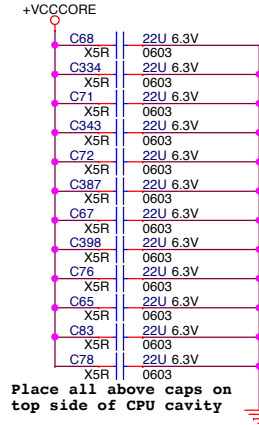 +VCCCORE
C68 22U 6.3V
X5R 0603
C334 22U 6.3V
X5R 0603
C71 22U 6.3V
X5R 0603
C343 22U 6.3V
X5R 0603
C72 22U 6.3V
X5R 0603
C387 22U 6.3V
X5R 0603
C67 22U 6.3V
X5R 0603
C398 22U 6.3V
X5R 0603
C76 22U 6.3V
X5R 0603
C65 22U 6.3V
X5R 0603
C83 22U 6.3V
X5R 0603
C78 22U 6.3V
X5R 0603
Place all above caps on
top side of CPU cavity